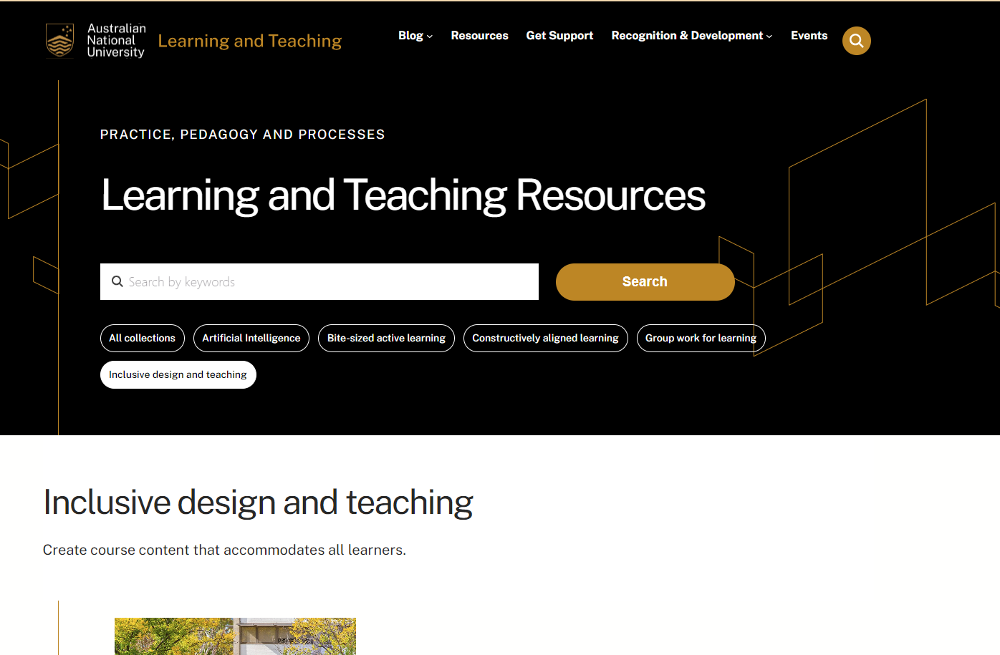 Australian
National
University
Learning and Teaching
Blog
Resources
Get Support
Recognition & Development
Events
PRACTICE, PEDAGOGY AND PROCESSES
Learning and Teaching Resources
Search by keywords
Search
All collections
Artificial Intelligence
Bite-sized active learning
Constructively aligned learning
Group work for learning
Inclusive design and teaching
Inclusive design and teaching
Create course content that accommodates all learners.